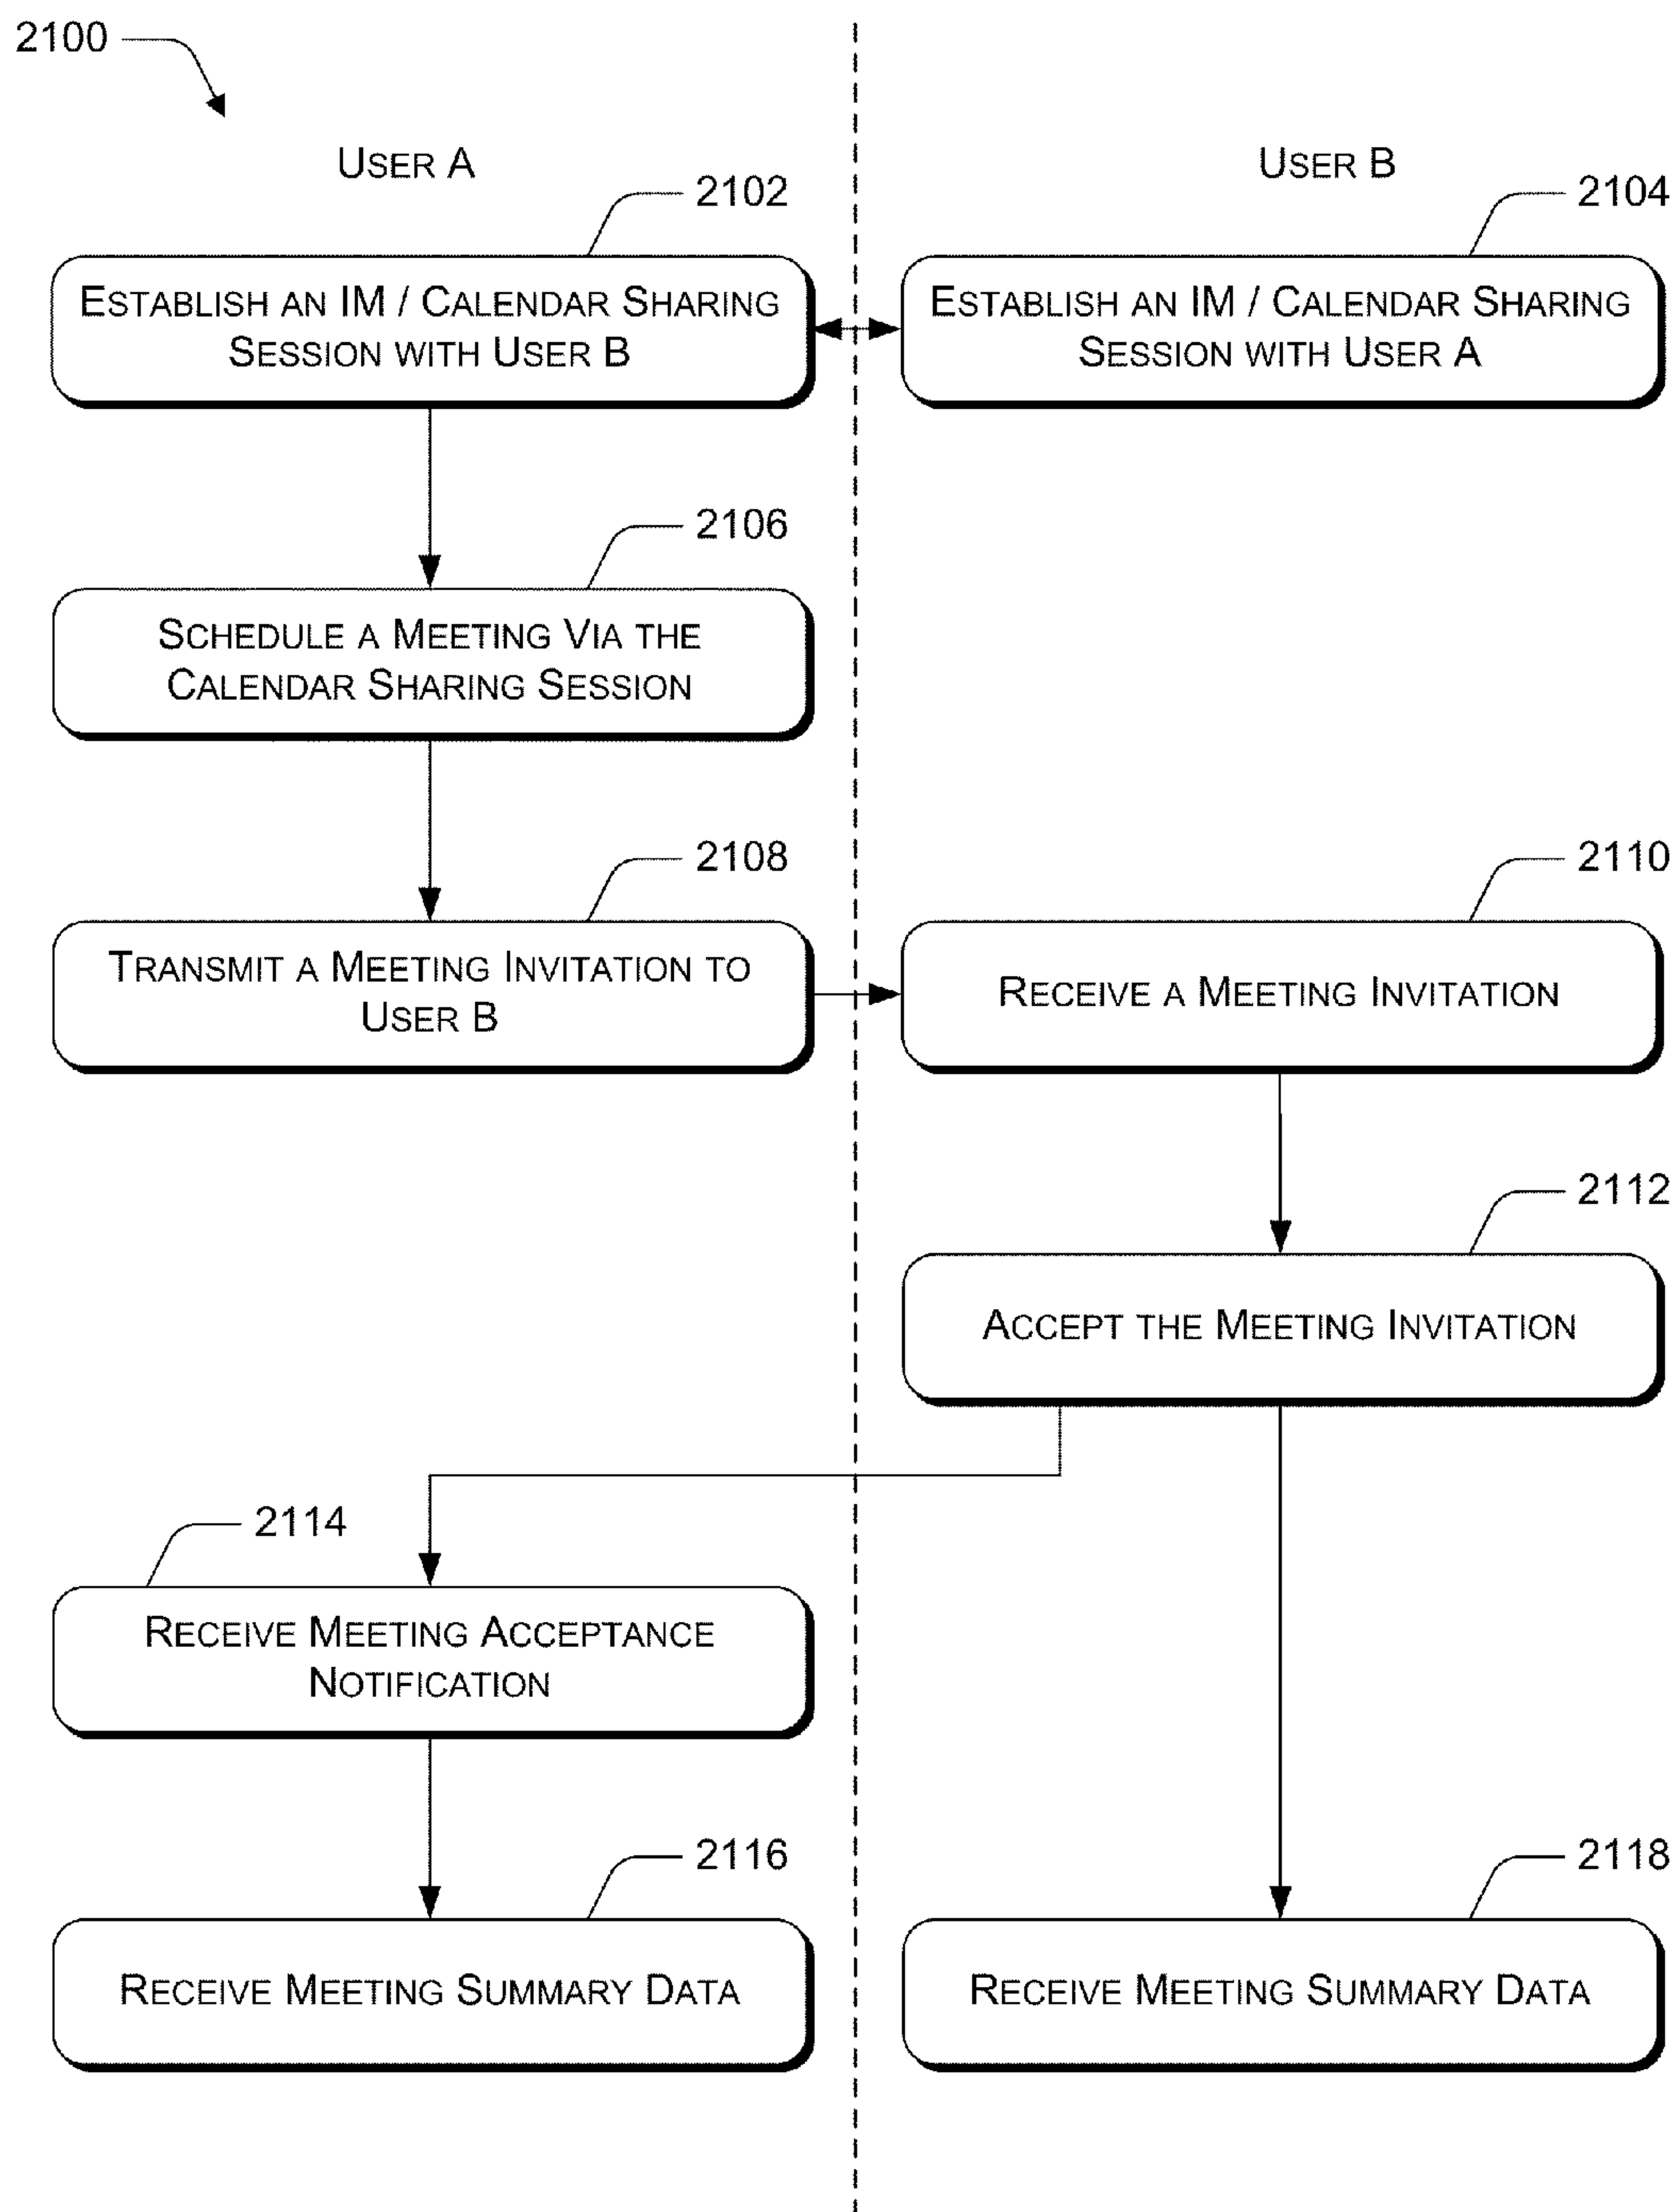 2100
USER A
USER B
2102
2104
ESTABLISH AN IM / CALENDAR SHARING
SESSION WITH USER B
ESTABLISH AN IM / CALENDAR SHARING
SESSION WITH USER A
2106
SCHEDULE A MEETING VIA THE
CALENDAR SHARING SESSION
2108
2110
TRANSMIT A MEETING INVITATION TO
USER B
RECEIVE A MEETING INVITATION
2112
ACCEPT THE MEETING INVITATION
2114
RECEIVE MEETING ACCEPTANCE
NOTIFICATION
2116
2118
RECEIVE MEETING SUMMARY DATA
RECEIVE MEETING SUMMARY DATA